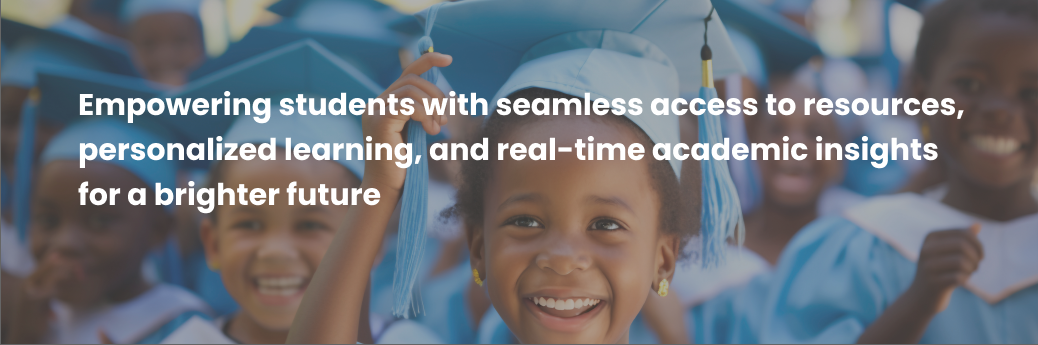 Empowering students with seamless access to resources,
personalized learning, and real-time academic insights
for a brighter future